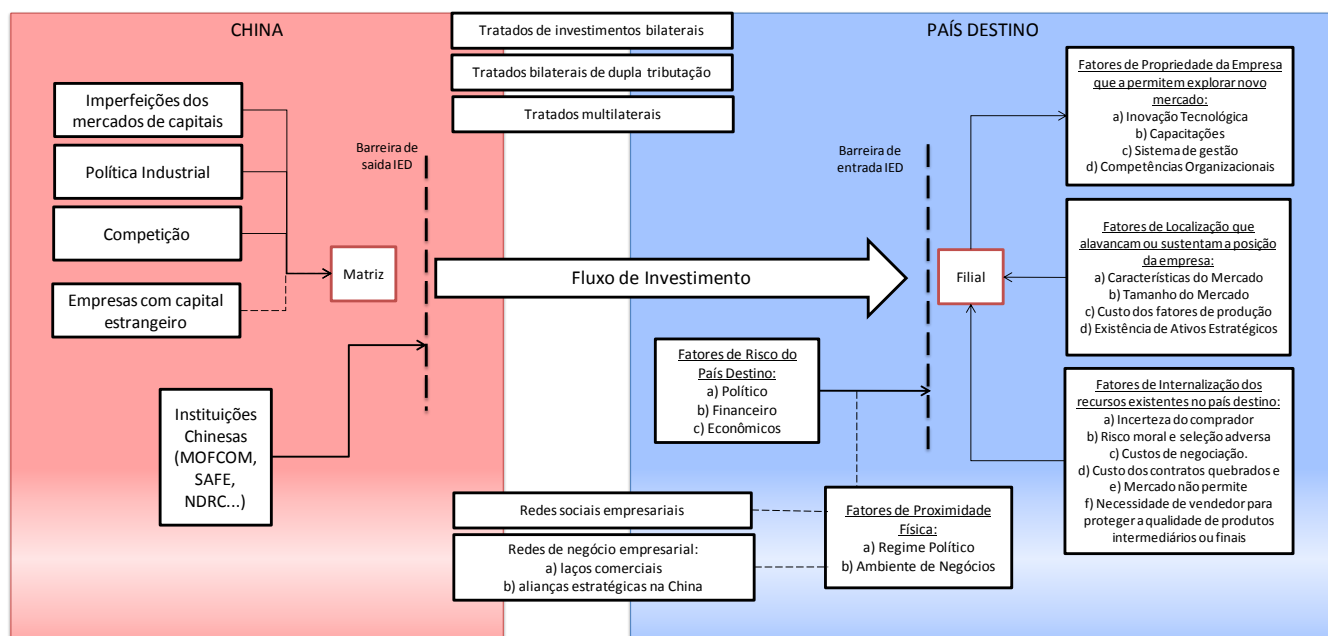 CHINA
Tratados de investimentos bilaterais
Tratados bilaterais de dupla tributação
Tratados multilaterais
PAÍS DESTINO
Imperfeições dos
mercados de capitais
Política Industrial
Competição
Empresas com capital
estrangeiro
Matriz
Barreira de
saida IED
Instituições
Chinesas
(MOFCOM,
SAFE,
NDRC...)
Fluxo de Investimento
Barreira de
entrada IED
Filial
Fatores de Risco do
País Destino:
a) Político
b) Financeiro
c) Econômicos
Redes sociais empresariais
Redes de negócio empresarial:
a) laços comerciais
b) alianças estratégicas na China
Fatores de Proximidade
Física:
a) Regime Político
b) Ambiente de Negócios
Fatores de Propriedade da Empresa
que a permitem explorar novo
mercado:
a) Inovação Tecnológica
b) Capacitações
c) Sistema de gestão
d) Competências Organizacionais
Fatores de Localização que
alavancam ou sustentam a posição
da empresa:
a) Características do Mercado
b) Tamanho do Mercado
c) Custo dos fatores de produção
d) Existência de Ativos Estratégicos
Fatores de Internalização dos
recursos existentes no país destino:
a) Incerteza do comprador
b) Risco moral e seleção adversa
c) Custos de negociação.
d) Custo dos contratos quebrados e
e) Mercado não permite
f) Necessidade de vendedor para
proteger a qualidade de produtos
intermediários ou finais